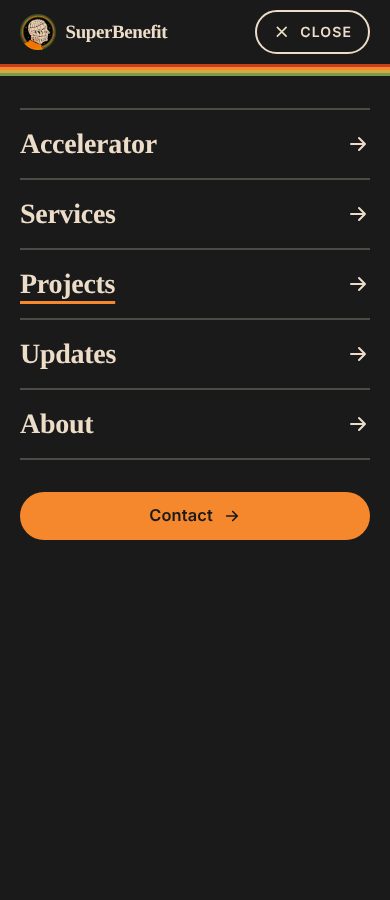 SuperBenefit
CLOSE
Accelerator
Services
Projects
Updates
About
Contact